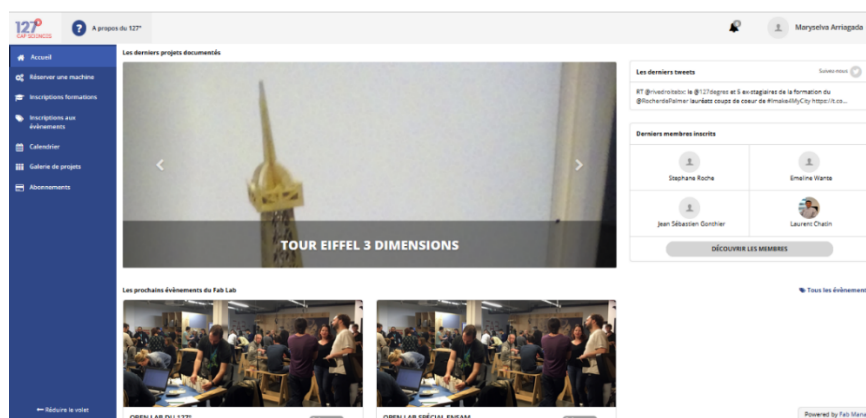 127°
CAP SCIENCES
? A propos du 127°
Maryselva Arriagada
Accueil
Réserver une machine
Inscriptions formations
Inscriptions aux
évènements
Calendrier
Galerie de projets
Abonnements
Réduire le volet
Les derniers projets documentés
TOUR EIFFEL 3 DIMENSIONS
Les derniers tweets
Suivez-nous
RT @rivedroitebx: le @127degres et 5 ex-stagiaires de la formation du
@RocherdePalmer lauréats coups de coeur de #Imake4MyCity https://t.co...
Derniers membres inscrits
Stephane Roche
Emeline Wante
Jean Sébastien Gonthier
Laurent Chatin
DÉCOUVRIR LES MEMBRES
Les prochains évènements du Fab Lab
Tous les évènement
OPEN LAB DU 127°
OPEN LAB SPÉCIAL ENSAM
Powered by Fab Mana